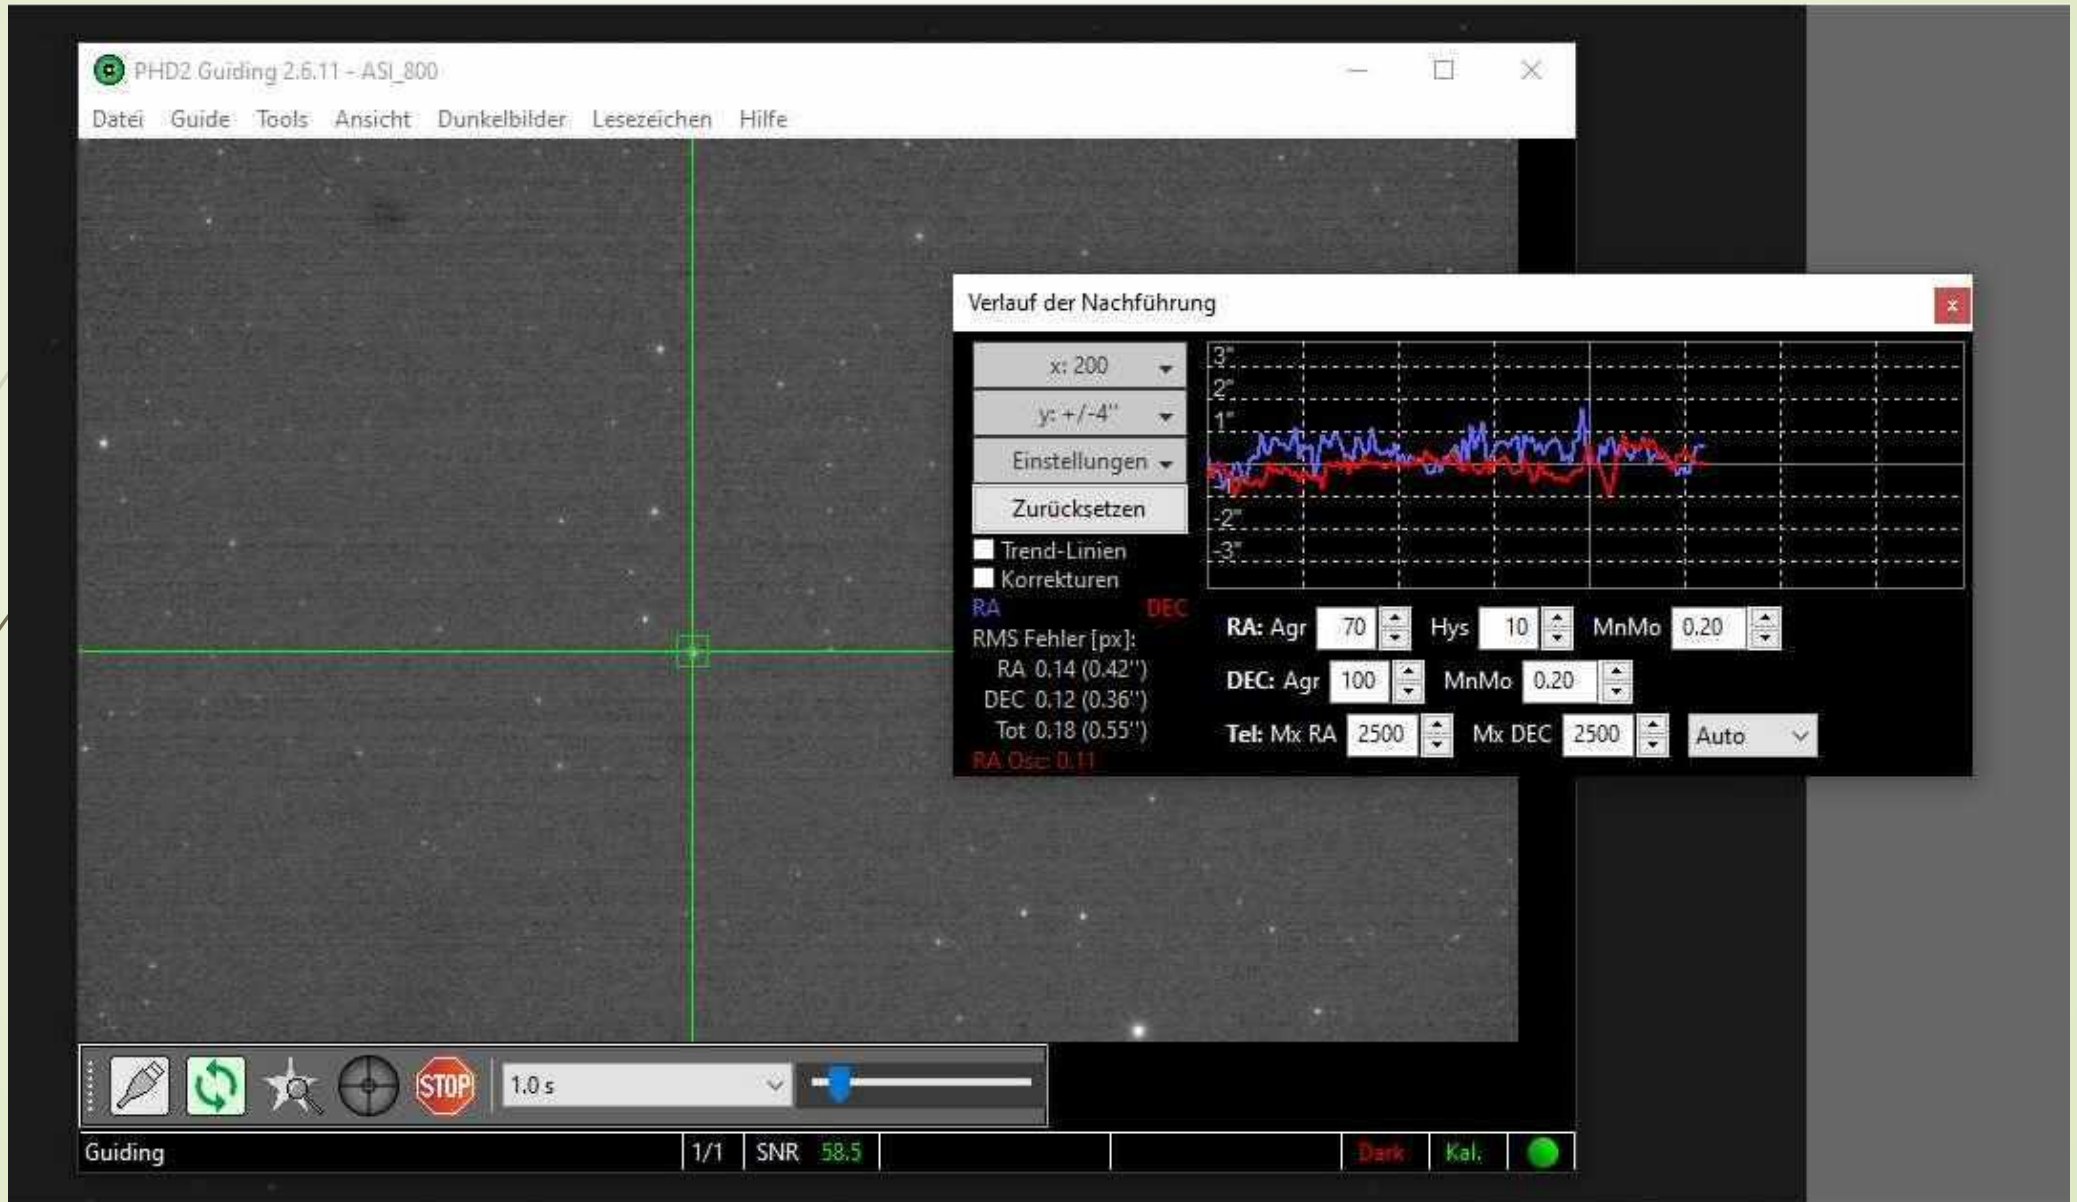 PHD2 Guiding 2.6.11 - ASI_800
Datei Guide Tools Ansicht Dunkelbilder Lesezeichen Hilfe
Verlauf der Nachführung
x: 200
y: +/-4''
Einstellungen
Zurücksetzen
Trend-Linien
Korrekturen
RA DEC
RMS Fehler [px]:
RA 0.14 (0.42'')
DEC 0.12 (0.36'')
Tot 0.18 (0.55'')
RA Osc: 0.11
3"
2"
1"
-1"
-2"
-3"
RA: Agr 70 Hys 10 MnMo 0.20
DEC: Agr 100 MnMo 0.20
Tel: Mx RA 2500 Mx DEC 2500 Auto
STOP 1.0 s
Guiding 1/1 SNR 58.5 Dark Kal.